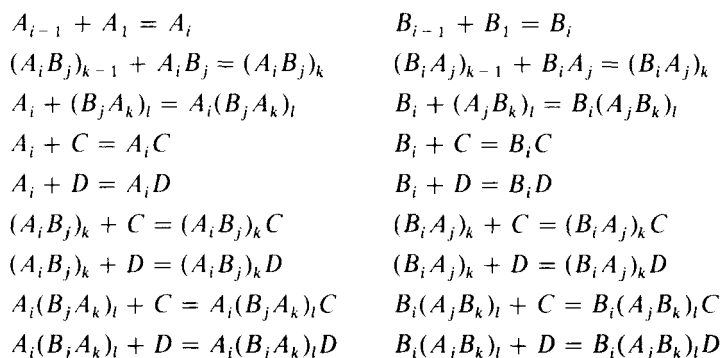 A_{i-1} + A_1 = A_i B_{i-1} + B_1 = B_i
(A_iB_j)_{k-1} + A_iB_j = (A_iB_j)_k (B_iA_j)_{k-1} + B_iA_j = (B_iA_j)_k
A_i + (B_jA_k)_l = A_i(B_jA_k)_l B_i + (A_jB_k)_l = B_i(A_jB_k)_l
A_i + C = A_iC B_i + C = B_iC
A_i + D = A_iD B_i + D = B_iD
(A_iB_j)_k + C = (A_iB_j)_kC (B_iA_j)_k + C = (B_iA_j)_kC
(A_iB_j)_k + D = (A_iB_j)_kD (B_iA_j)_k + D = (B_iA_j)_kD
A_i(B_jA_k)_l + C = A_i(B_jA_k)_lC B_i(A_jB_k)_l + C = B_i(A_jB_k)_lC
A_i(B_jA_k)_l + D = A_i(B_jA_k)_lD B_i(A_jB_k)_l + D = B_i(A_jB_k)_lD